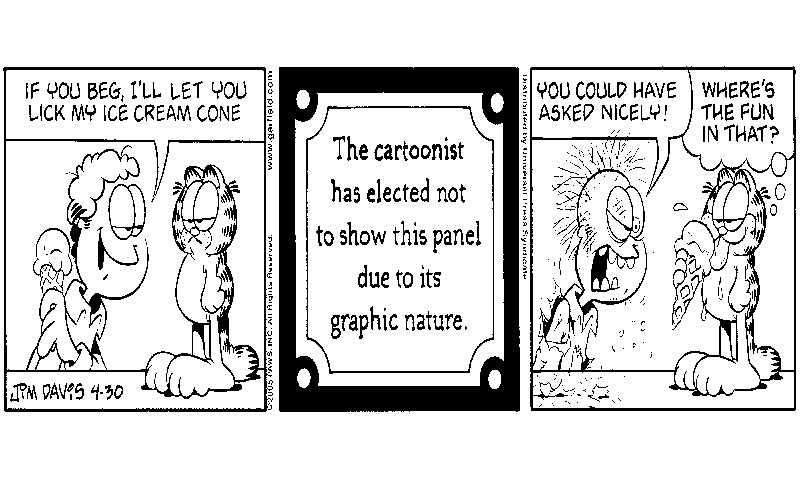 IF YOU BEG, I'LL LET YOU
LICK MY ICE CREAM CONE
JIM DAVIS 4-30
www.garfield.com
©2005 PAWS, INC. All Rights Reserved.
The cartoonist
has elected not
to show this panel
due to its
graphic nature.
Distributed by Universal Press Syndicate
YOU COULD HAVE
ASKED NICELY!
WHERE'S
THE FUN
IN THAT?